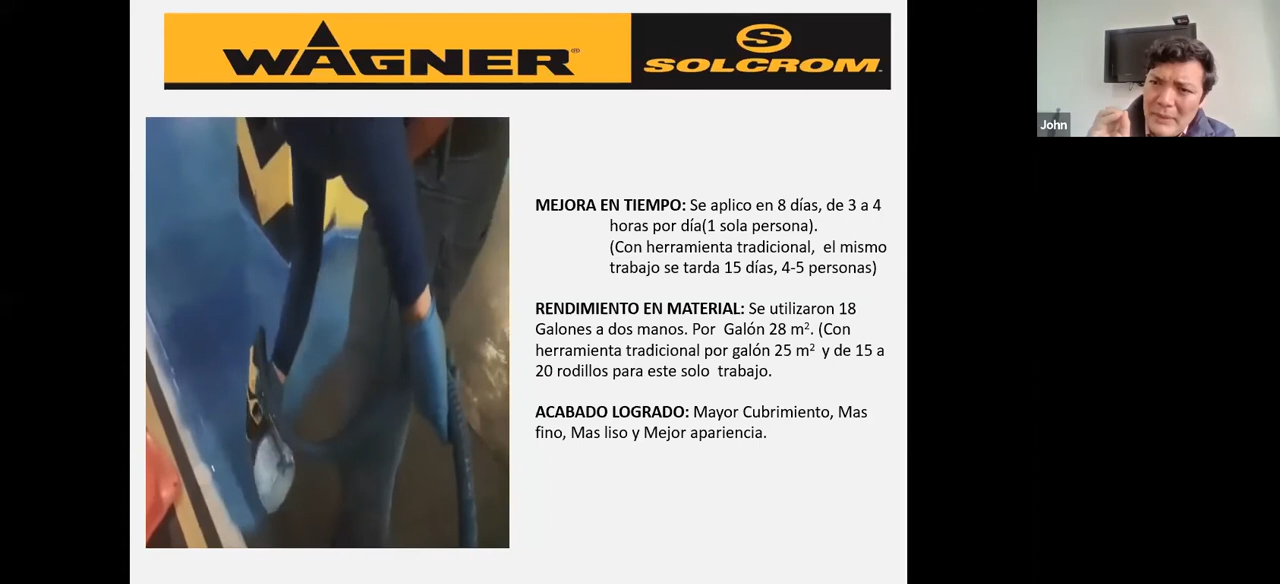 WAGNER®
SOLCROM
John
MEJORA EN TIEMPO: Se aplico en 8 días, de 3 a 4
horas por día(1 sola persona).
(Con herramienta tradicional, el mismo
trabajo se tarda 15 días, 4-5 personas)
RENDIMIENTO EN MATERIAL: Se utilizaron 18
Galones a dos manos. Por Galón 28 m². (Con
herramienta tradicional por galón 25 m² y de 15 a
20 rodillos para este solo trabajo.
ACABADO LOGRADO: Mayor Cubrimiento, Mas
fino, Mas liso y Mejor apariencia.